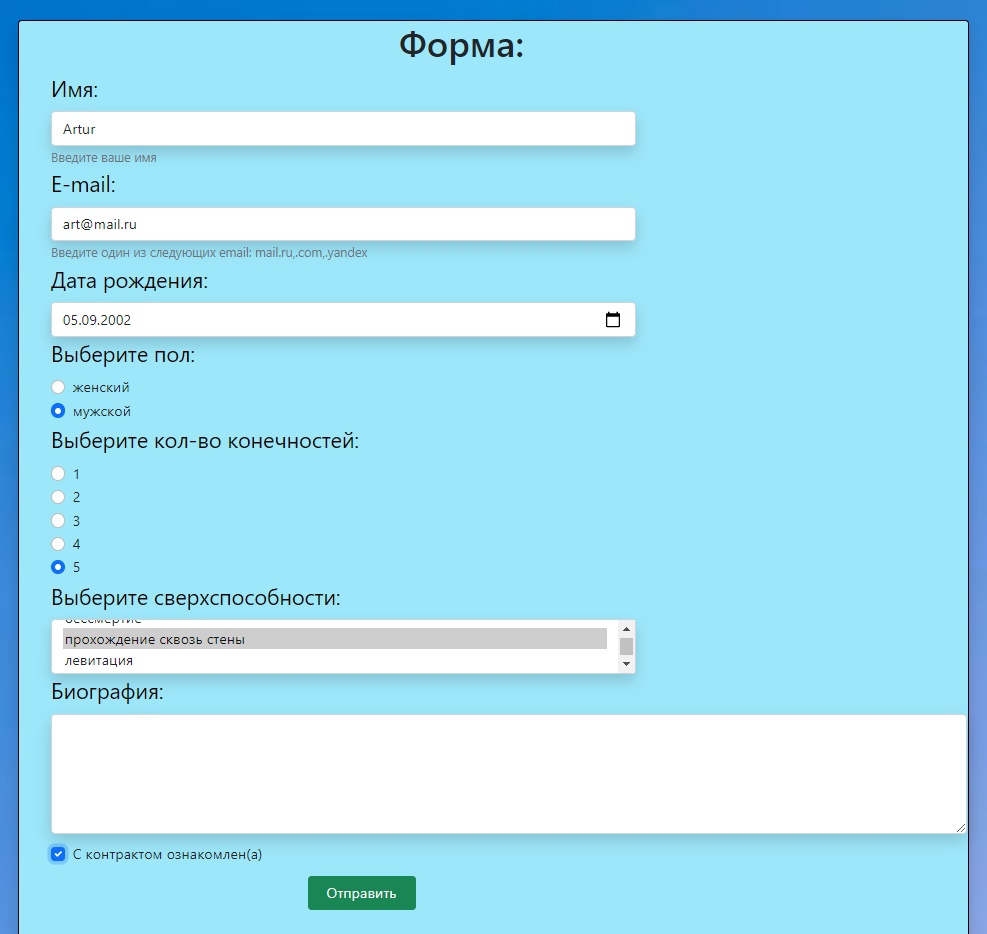 Форма:
Имя:
Artur
Введите ваше имя
E-mail:
art@mail.ru
Введите один из следующих email: mail.ru,.com,.yandex
Дата рождения:
05.09.2002
Выберите пол:
женский
мужской
Выберите кол-во конечностей:
1
2
3
4
5
Выберите сверхспособности:
бессмертие
прохождение сквозь стены
левитация
Биография:
С контрактом ознакомлен(а)
Отправить